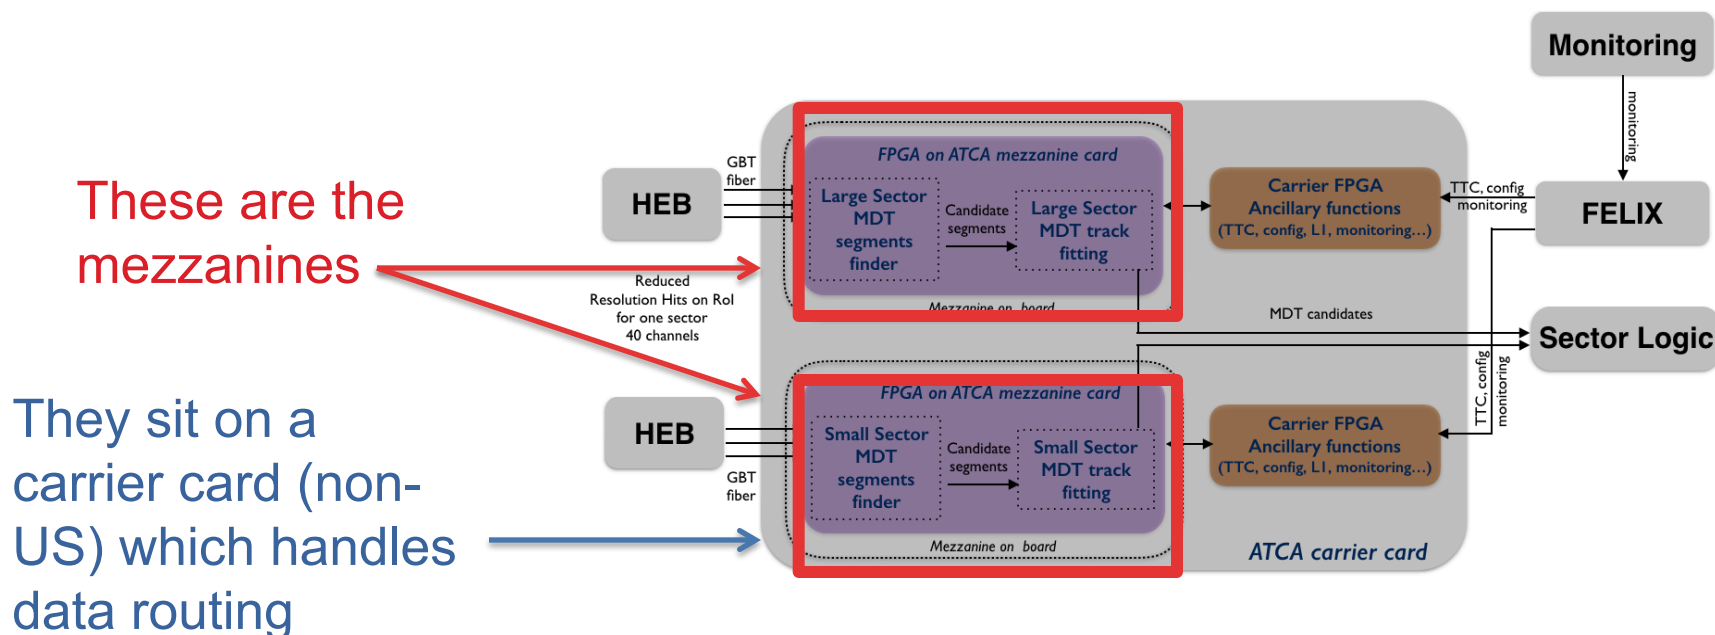 Monitoring
monitoring
These are the
mezzanines
HEB
GBT
fiber
FPGA on ATCA mezzanine card
Large Sector
MDT
segments
finder
Candidate
segments
Large Sector
MDT track
fitting
Mezzanine on board
Carrier FPGA
Ancillary functions
(TTC, config, L1, monitoring...)
TTC, config
monitoring
FELIX
Reduced
Resolution Hits on RoI
for one sector
40 channels
MDT candidates
Sector Logic
TTC, config
monitoring
They sit on a
carrier card (non-
US) which handles
data routing
HEB
GBT
fiber
FPGA on ATCA mezzanine card
Small Sector
MDT
segments
finder
Candidate
segments
Small Sector
MDT track
fitting
Mezzanine on board
Carrier FPGA
Ancillary functions
(TTC, config, L1, monitoring...)
ATCA carrier card